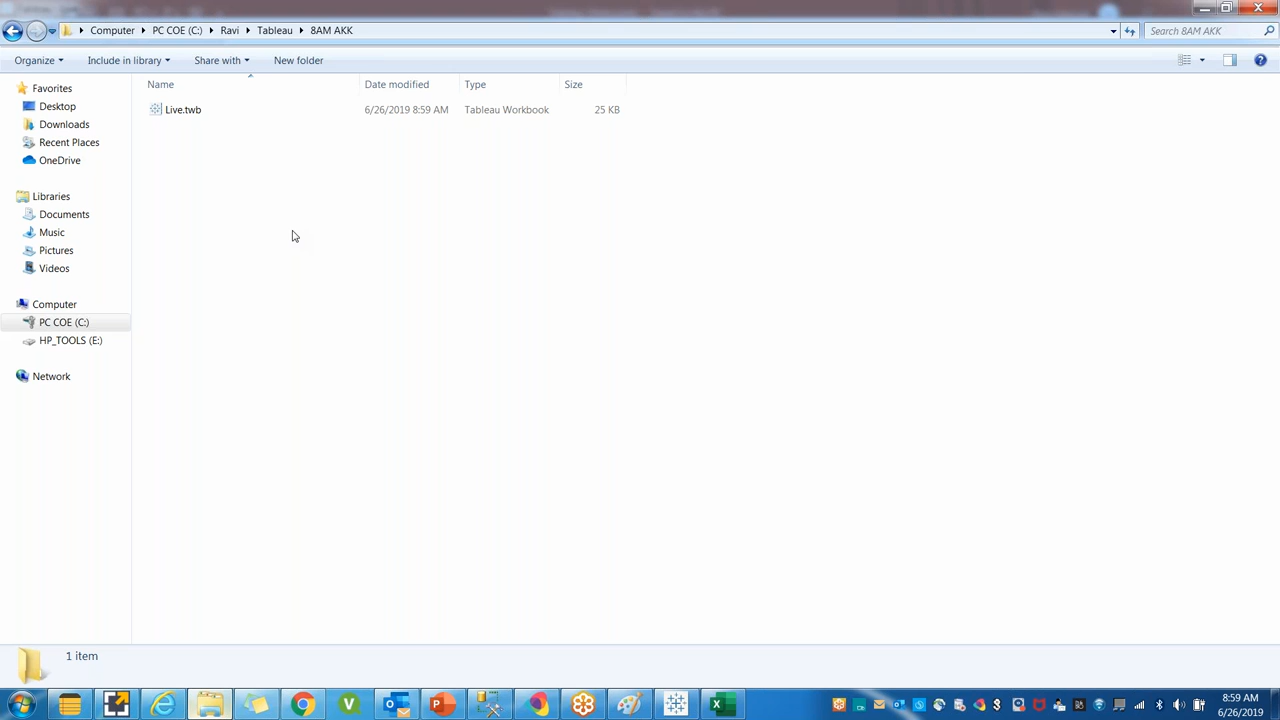 Computer PC COE (C:) Ravi Tableau 8AM AKK
Search 8AM AKK
Organize Include in library Share with New folder
Name Date modified Type Size
Live.twb 6/26/2019 8:59 AM Tableau Workbook 25 KB
Favorites
Desktop
Downloads
Recent Places
OneDrive
Libraries
Documents
Music
Pictures
Videos
Computer
PC COE (C:)
HP_TOOLS (E:)
Network
1 item
8:59 AM
6/26/2019